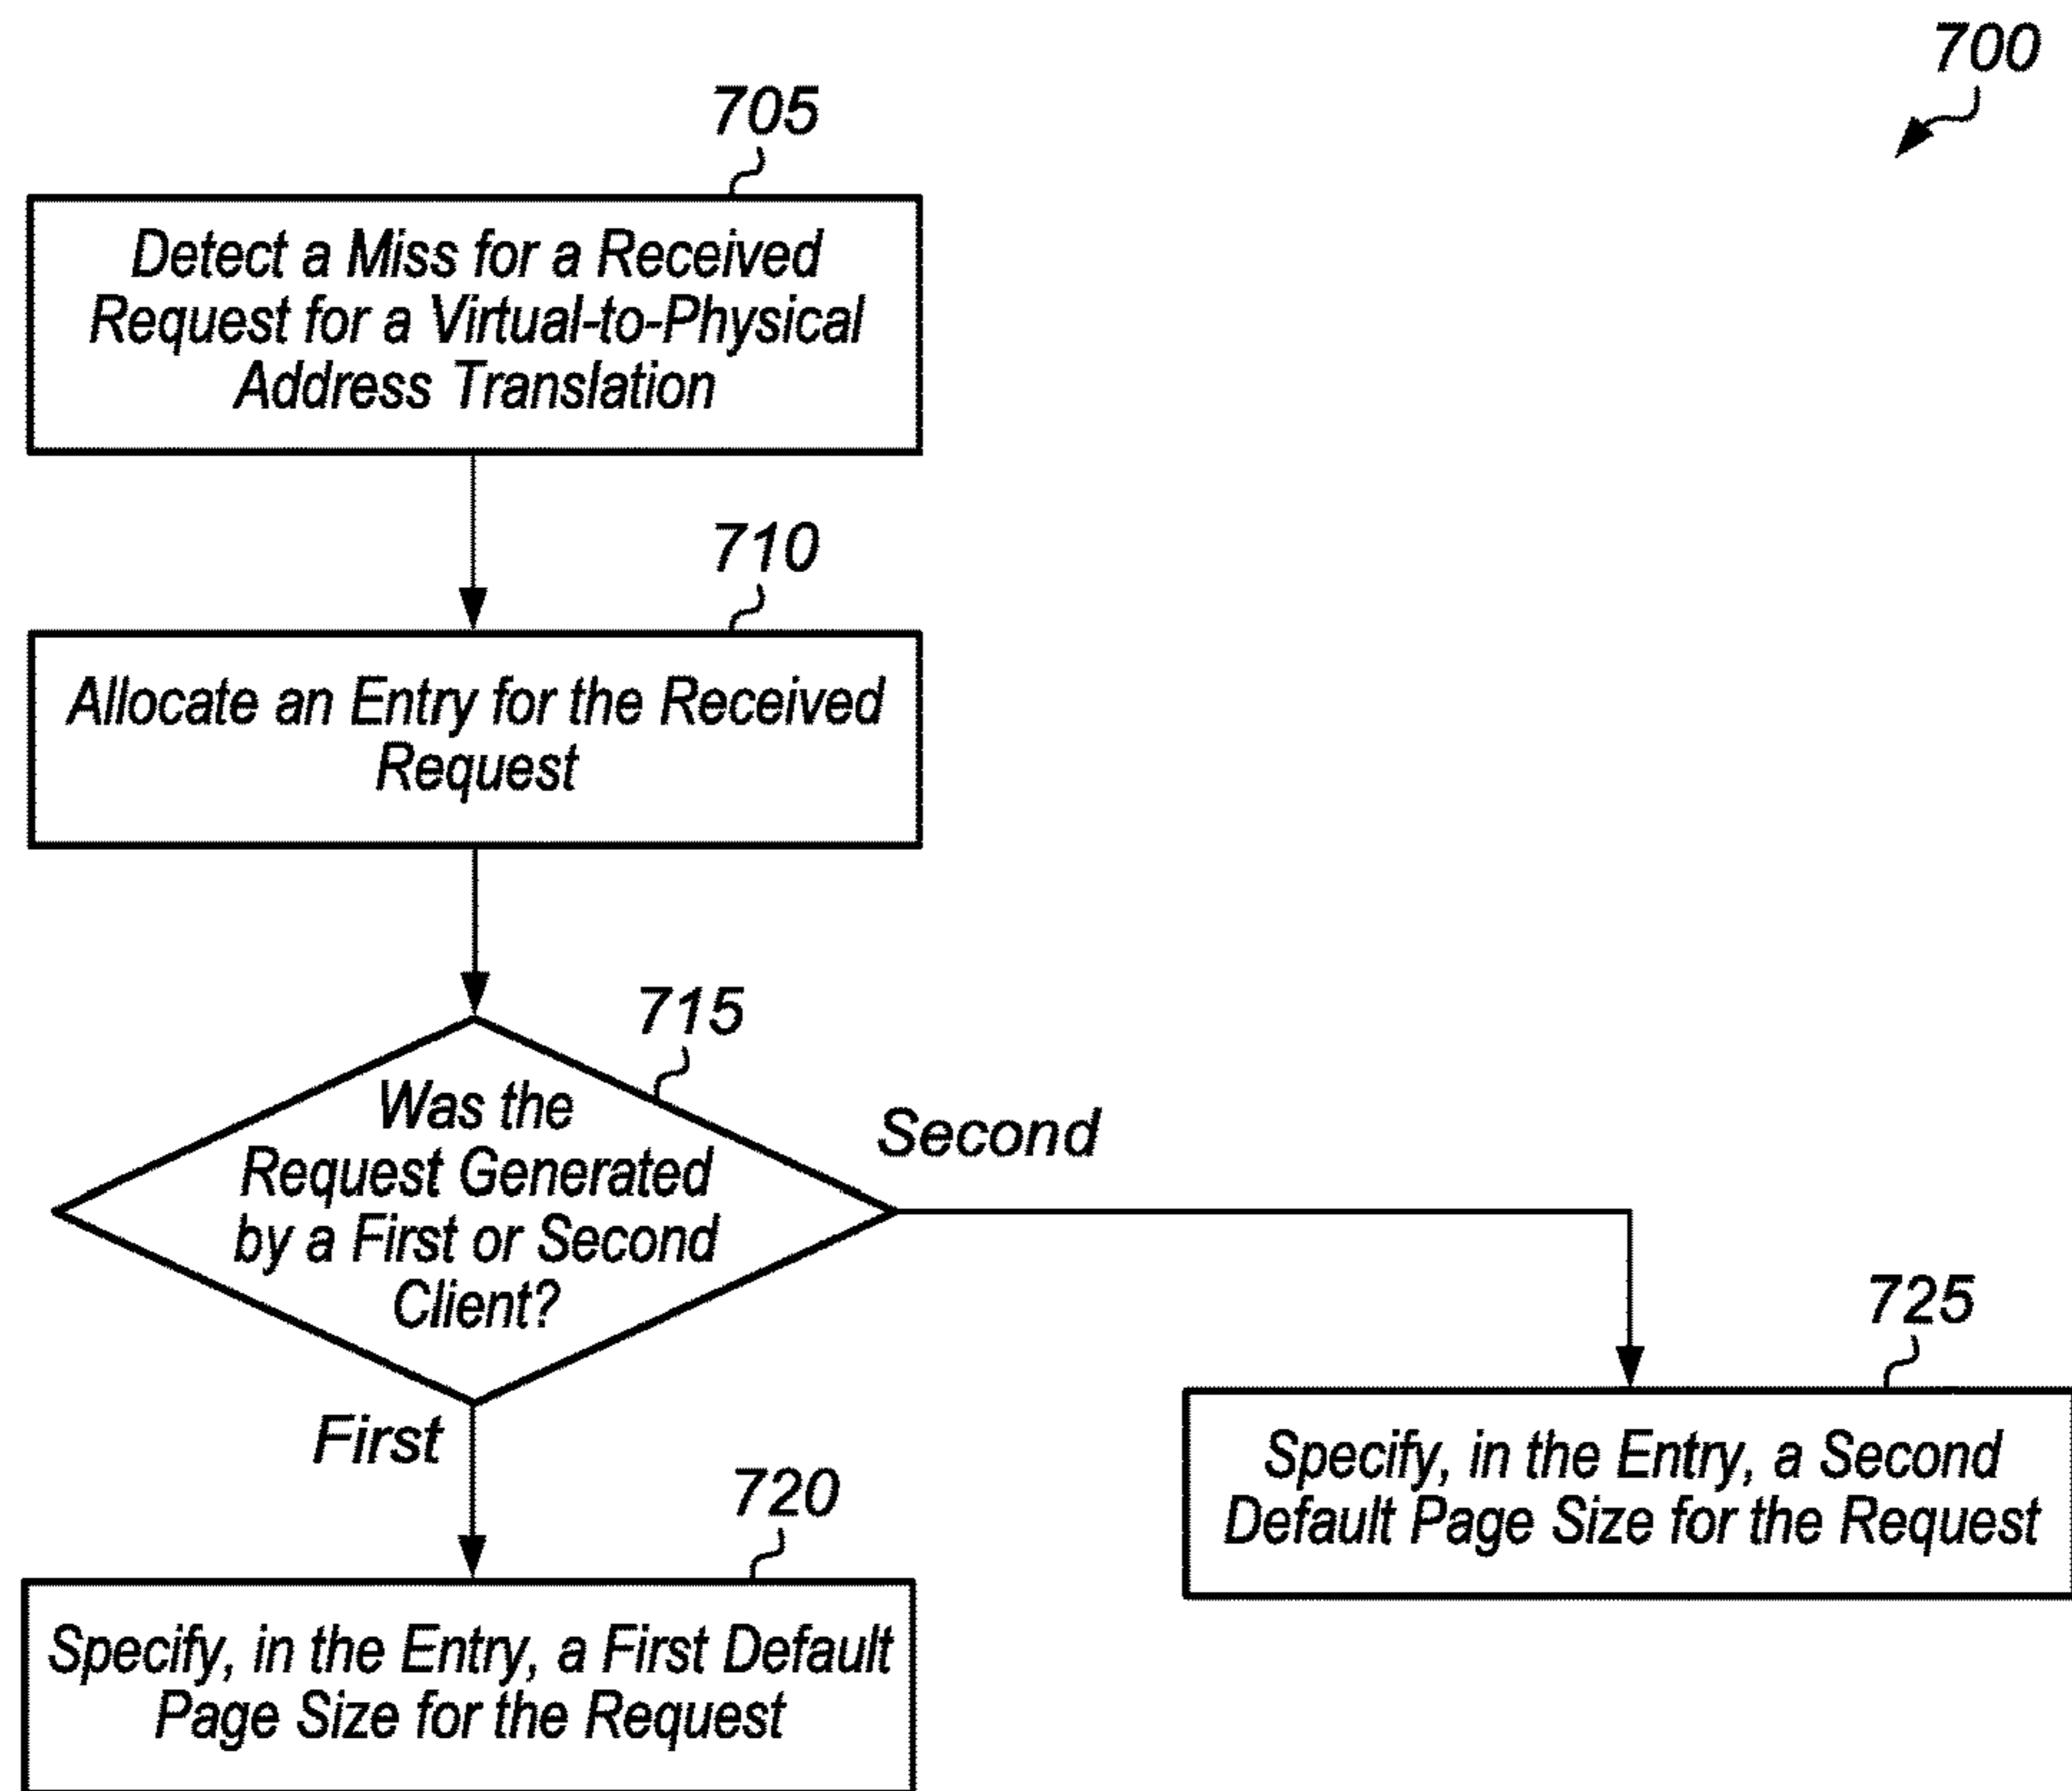 700
705
Detect a Miss for a Received
Request for a Virtual-to-Physical
Address Translation
710
Allocate an Entry for the Received
Request
715
Was the
Request Generated
by a First or Second
Client?
Second
First
720
Specify, in the Entry, a First Default
Page Size for the Request
725
Specify, in the Entry, a Second
Default Page Size for the Request